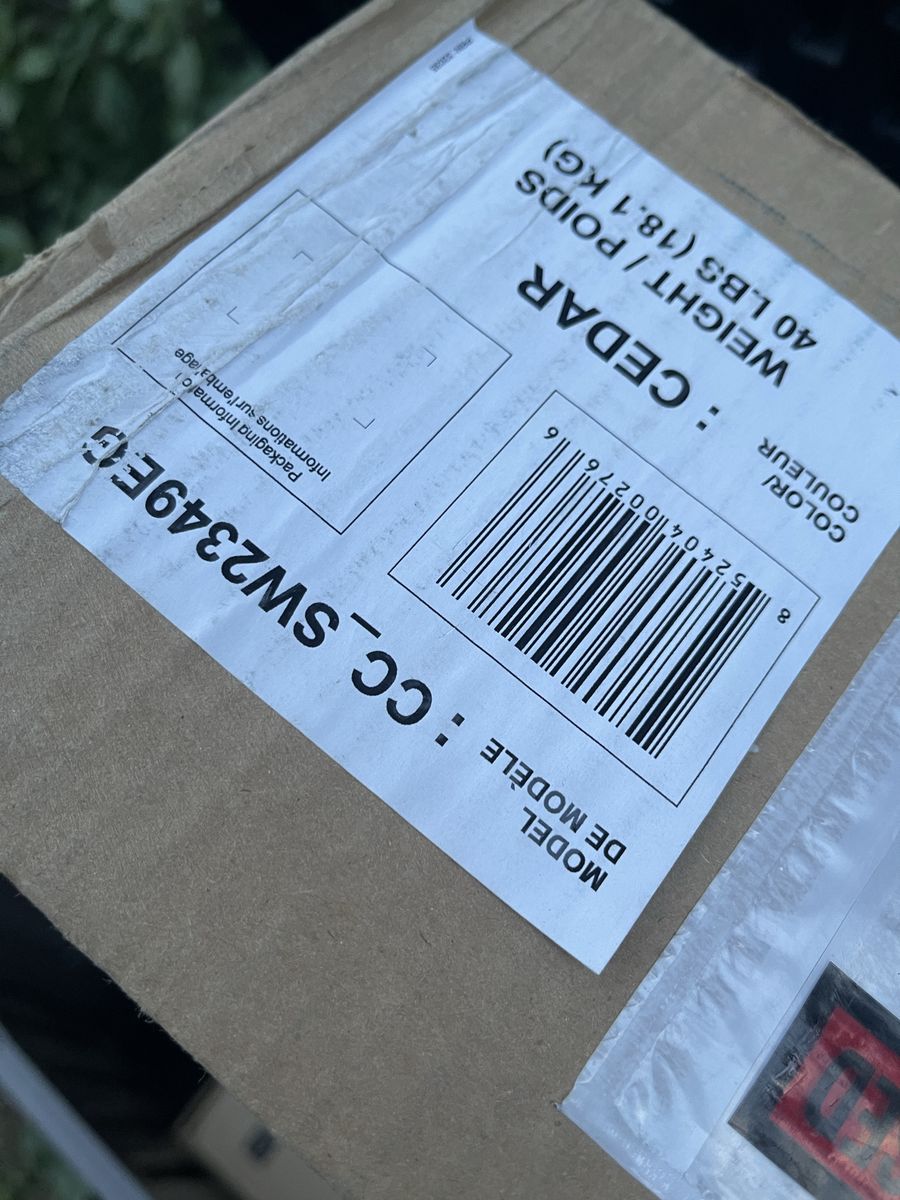 MODEL
DE MODÈLE : CC_SW2349EG
8 52404 00276 6
Packaging Information
Informations sur l'emballage
COLOR/
COULEUR : CEDAR
WEIGHT / POIDS
40 LBS (18.1 KG)